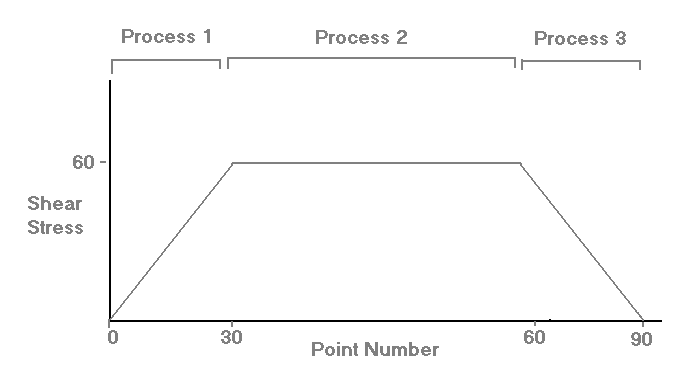 Process 1
Process 2
Process 3
60
Shear
Stress
0
30
60
90
Point Number